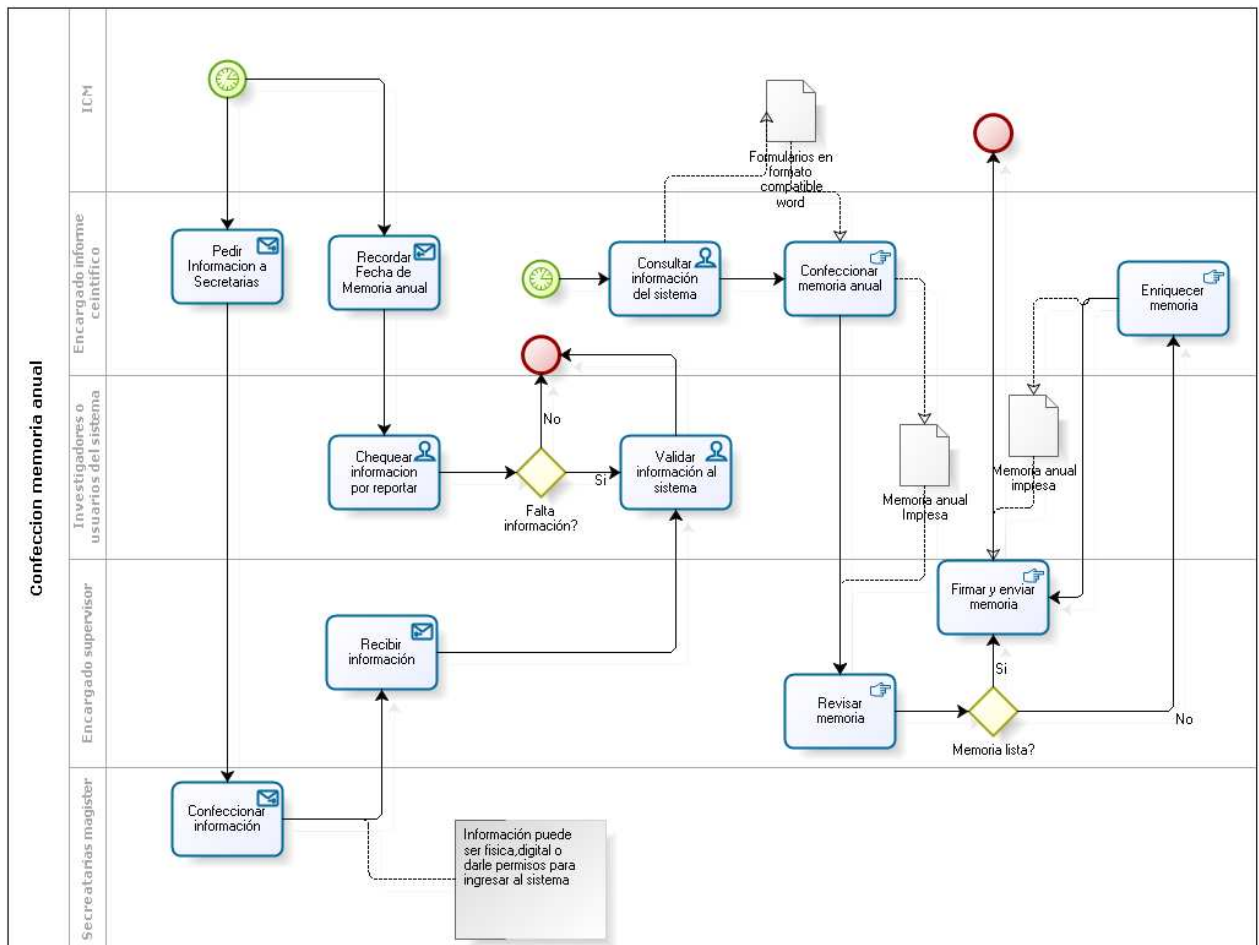 Confeccion memoria anual
ICM
Formularios en
formato
compatible
word
Encargado informe
ceintifico
Pedir
Informacion a
Secretarias
Recordar
Fecha de
Memoria anual
Consultar
información
del sistema
Confeccionar
memoria anual
Enriquecer
memoria
Investigadores o
usuarios del sistema
Chequear
informacion
por reportar
No
Si
Falta
información?
Validar
información al
sistema
Memoria anual
Impresa
Memoria anual
impresa
Encargado supervisor
Recibir
información
Firmar y enviar
memoria
Revisar
memoria
Si
No
Memoria lista?
Secreatarias magister
Confeccionar
información
Información puede
ser fisica,digital o
darle permisos para
ingresar al sistema